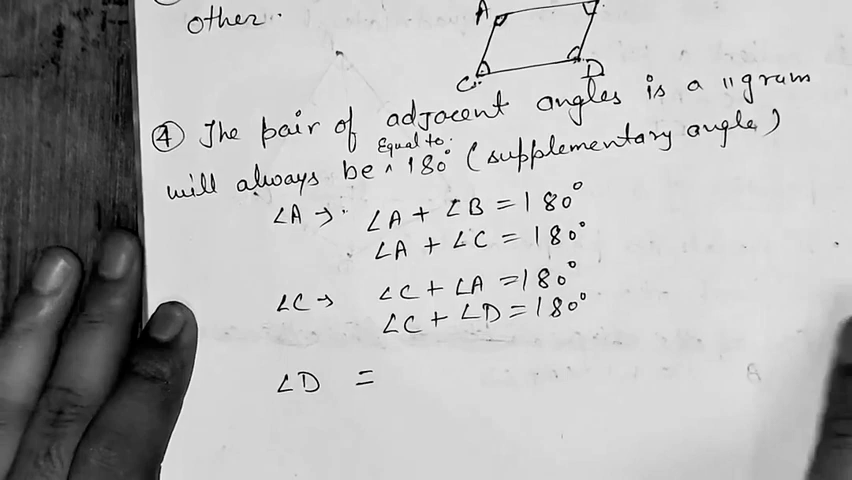 other.
A
C
D
④ The pair of adjacent angles is a 11gram
will always be ^ Equal to 180° (supplementary angle)
∠A → ∠A + ∠B = 180°
∠A + ∠C = 180°
∠C → ∠C + ∠A = 180°
∠C + ∠D = 180°
∠D =